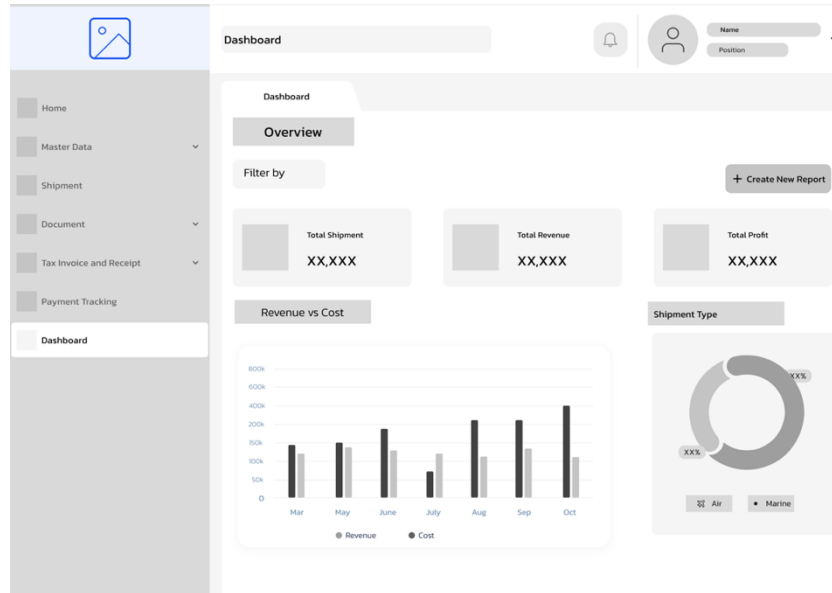 Dashboard
Name
Position
Home
Master Data
Shipment
Document
Tax Invoice and Receipt
Payment Tracking
Dashboard
Dashboard
Overview
Filter by
+ Create New Report
Total Shipment
XX,XXX
Total Revenue
XX,XXX
Total Profit
XX,XXX
Revenue vs Cost
800k
600k
400k
200k
150k
100k
50k
0
Mar May June July Aug Sep Oct
Revenue Cost
Shipment Type
XX%
XX%
Air Marine